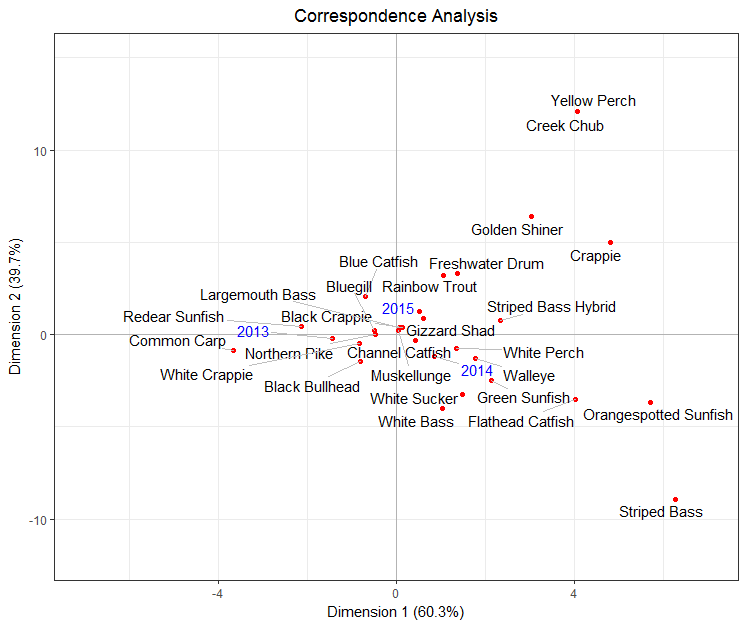 Correspondence Analysis
Yellow Perch
Creek Chub
10
Golden Shiner
Crappie
Blue Catfish
Freshwater Drum
Bluegill
Rainbow Trout
Largemouth Bass
2015
Striped Bass Hybrid
Redear Sunfish
Black Crappie
2013
Gizzard Shad
0
Common Carp
Northern Pike
Channel Catfish
White Perch
2014
White Crappie
Muskellunge
Walleye
Black Bullhead
White Sucker
Green Sunfish
Orangespotted Sunfish
White Bass
Flathead Catfish
Striped Bass
-10
-4
0
4
Dimension 1 (60.3%)
Dimension 2 (39.7%)